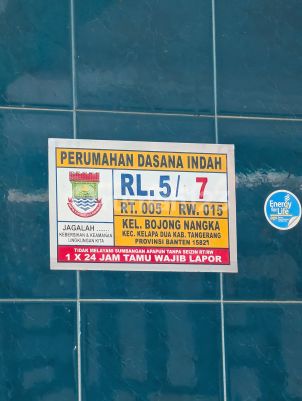 PERUMAHAN DASANA INDAH
RL.5/ 7
RT. 005 / RW. 015
JAGALAH ......
KEBERSIHAN & KEAMANAN
LINGKUNGAN KITA
KEL. BOJONG NANGKA
KEC. KELAPA DUA KAB. TANGERANG
PROVINSI BANTEN 15821
TIDAK MELAYANI SUMBANGAN APAPUN TANPA SEIZIN RT/RW
1 X 24 JAM TAMU WAJIB LAPOR
Energy
for Life